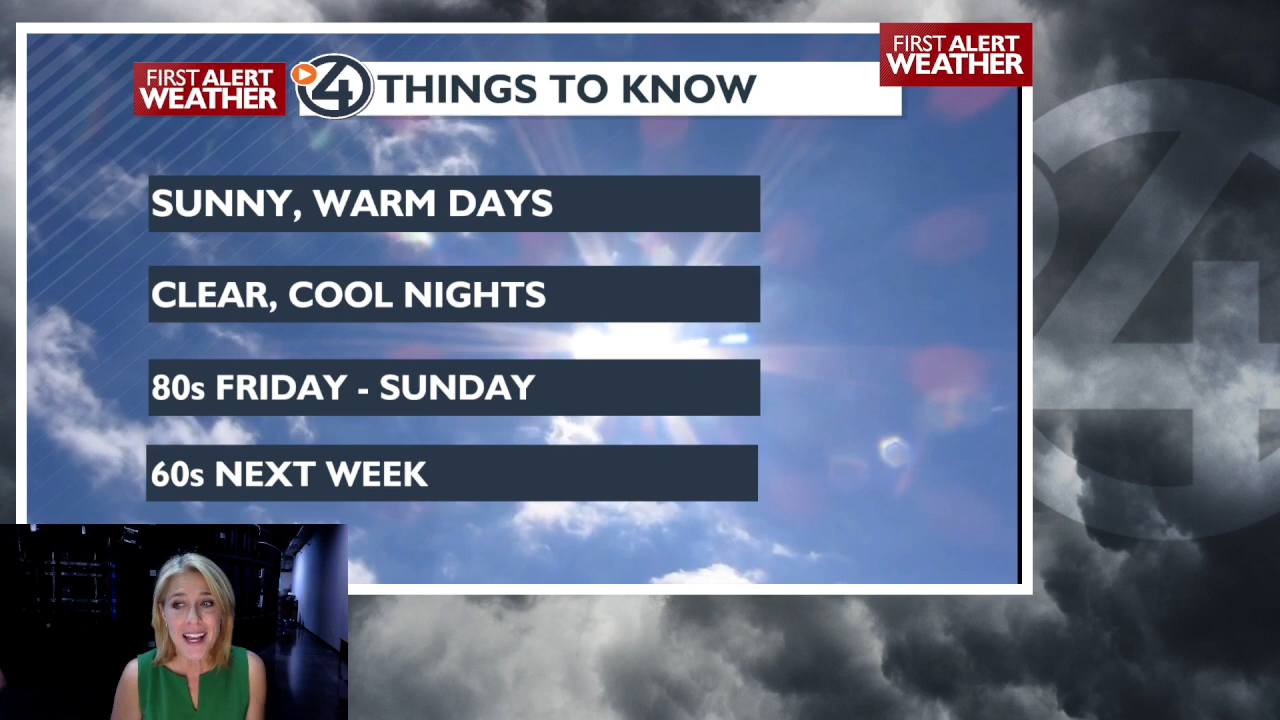 FIRST ALERT
WEATHER
4 THINGS TO KNOW
FIRST ALERT
WEATHER
SUNNY, WARM DAYS
CLEAR, COOL NIGHTS
80s FRIDAY - SUNDAY
60s NEXT WEEK
4